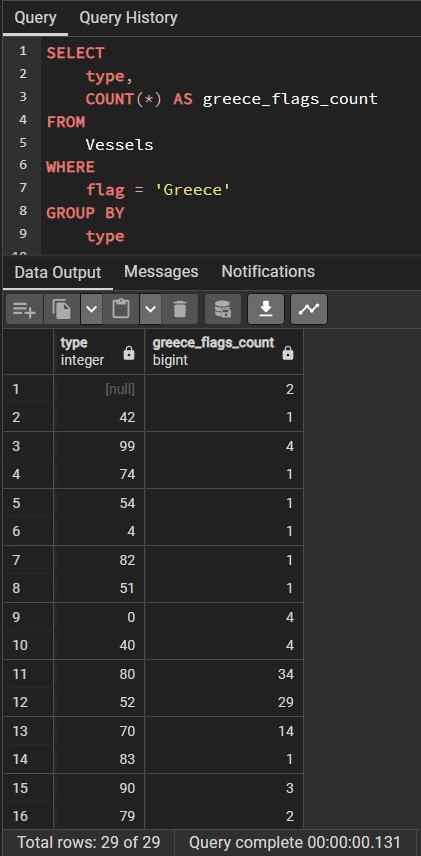 Query Query History
1 SELECT
2 type,
3 COUNT(*) AS greece_flags_count
4 FROM
5 Vessels
6 WHERE
7 flag = 'Greece'
8 GROUP BY
9 type
Data Output Messages Notifications
type greece_flags_count
integer bigint
1 [null] 2
2 42 1
3 99 4
4 74 1
5 54 1
6 4 1
7 82 1
8 51 1
9 0 4
10 40 4
11 80 34
12 52 29
13 70 14
14 83 1
15 90 3
16 79 2
Total rows: 29 of 29 Query complete 00:00:00.131